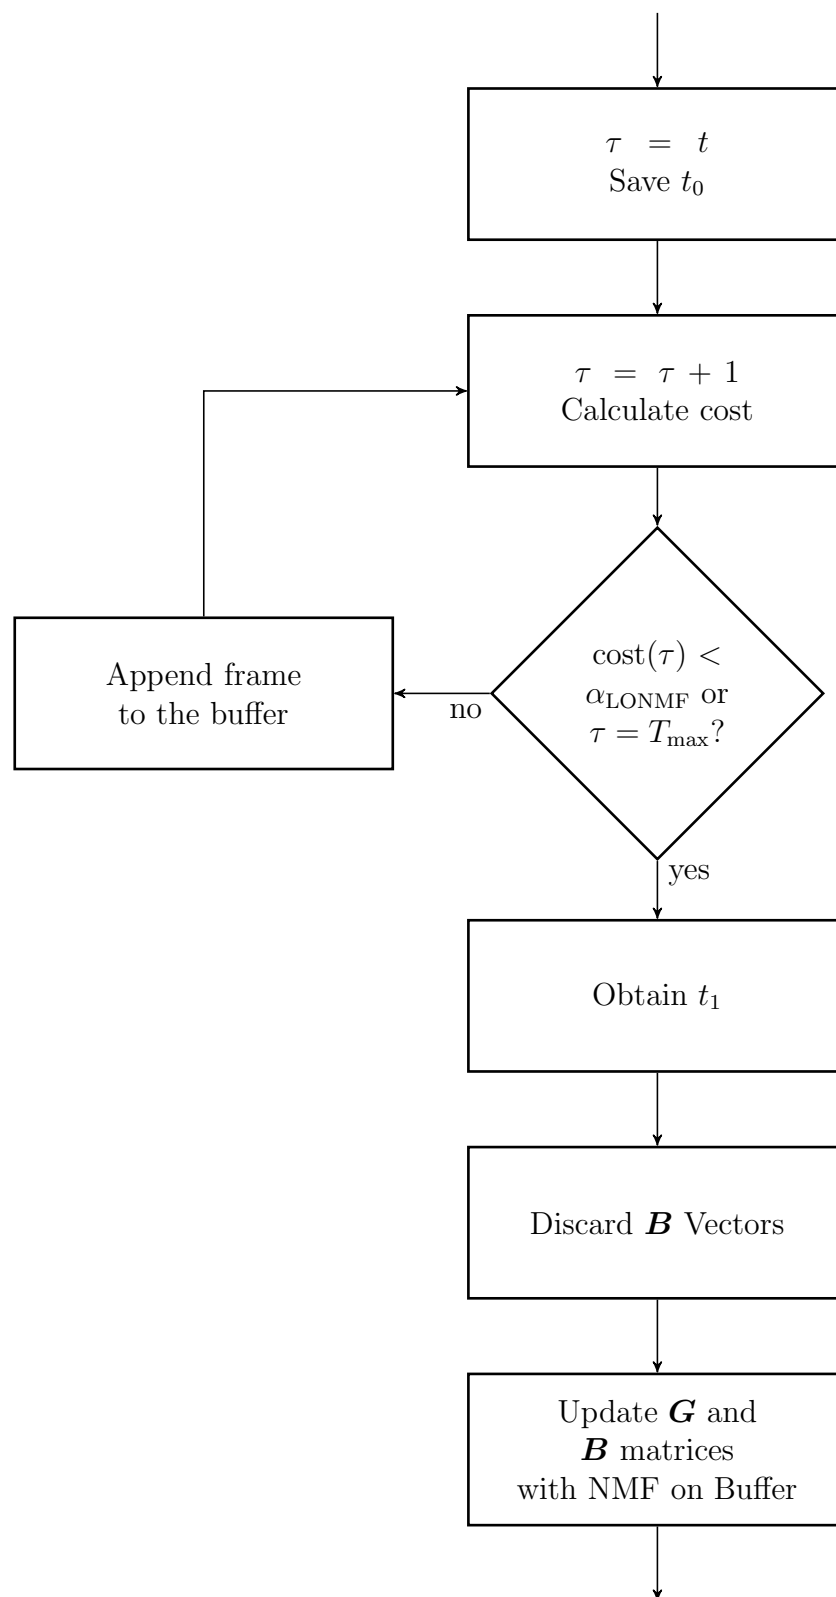 τ = t
Save t₀
τ = τ + 1
Calculate cost
cost(τ) <
α_LONMF or
τ = T_max?
no
Append frame
to the buffer
yes
Obtain t₁
Discard B Vectors
Update G and
B matrices
with NMF on Buffer